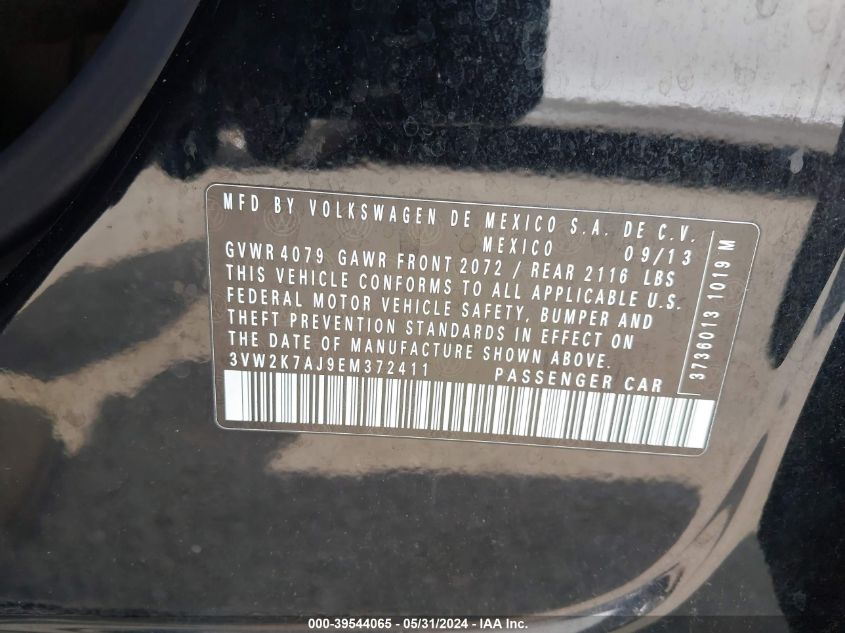 MFD BY VOLKSWAGEN DE MEXICO S.A. DE C.V.
MEXICO 09/13
GVWR 4079 GAWR FRONT 2072 / REAR 2116 LBS
THIS VEHICLE CONFORMS TO ALL APPLICABLE U.S.
FEDERAL MOTOR VEHICLE SAFETY, BUMPER AND
THEFT PREVENTION STANDARDS IN EFFECT ON
THE DATE OF MANUFACTURE SHOWN ABOVE.
3VW2K7AJ9EM372411 PASSENGER CAR
3736013 1019 M
000-39544065 - 05/31/2024 - IAA Inc.